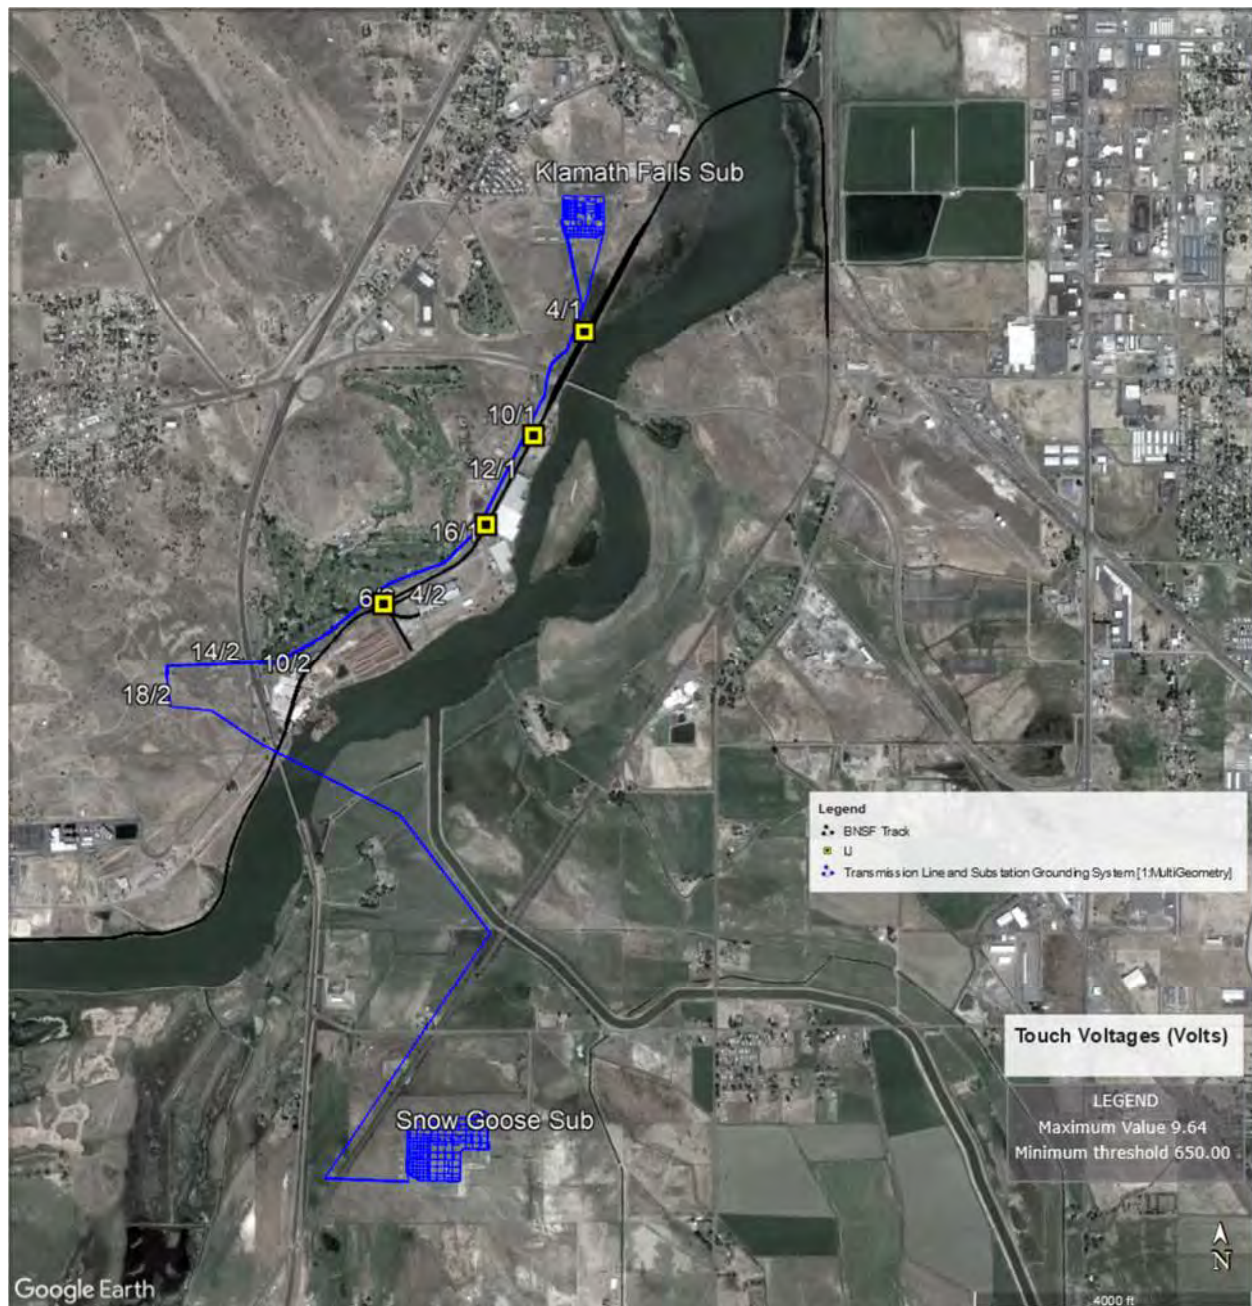 Klamath Falls Sub
4/1
10/1
12/1
16/1
4/2
14/2
10/2
18/2
Legend
BNSF Track
IJ
Transmission Line and Substation Grounding System [1:MultiGeometry]
Touch Voltages (Volts)
LEGEND
Maximum Value 9.64
Minimum threshold 650.00
Snow Goose Sub
N
Google Earth
4000 ft